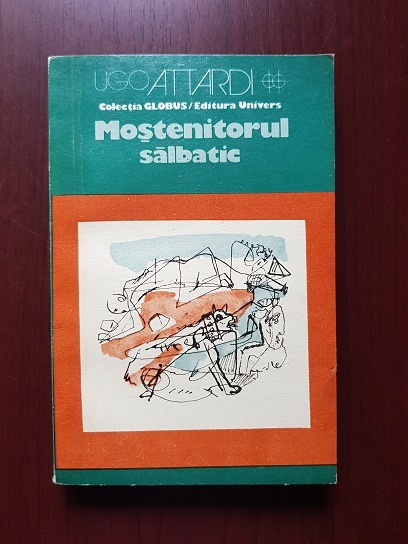 UGO ATTARDI
Colecția GLOBUS/Editura Univers
Moștenitorul
sălbatic